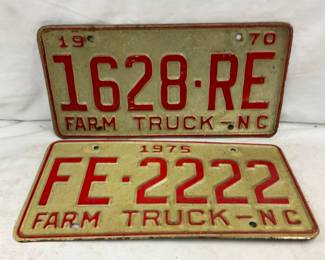 19 70
1628·RE
FARM TRUCK-NC
1975
FE·2222
FARM TRUCK-NC